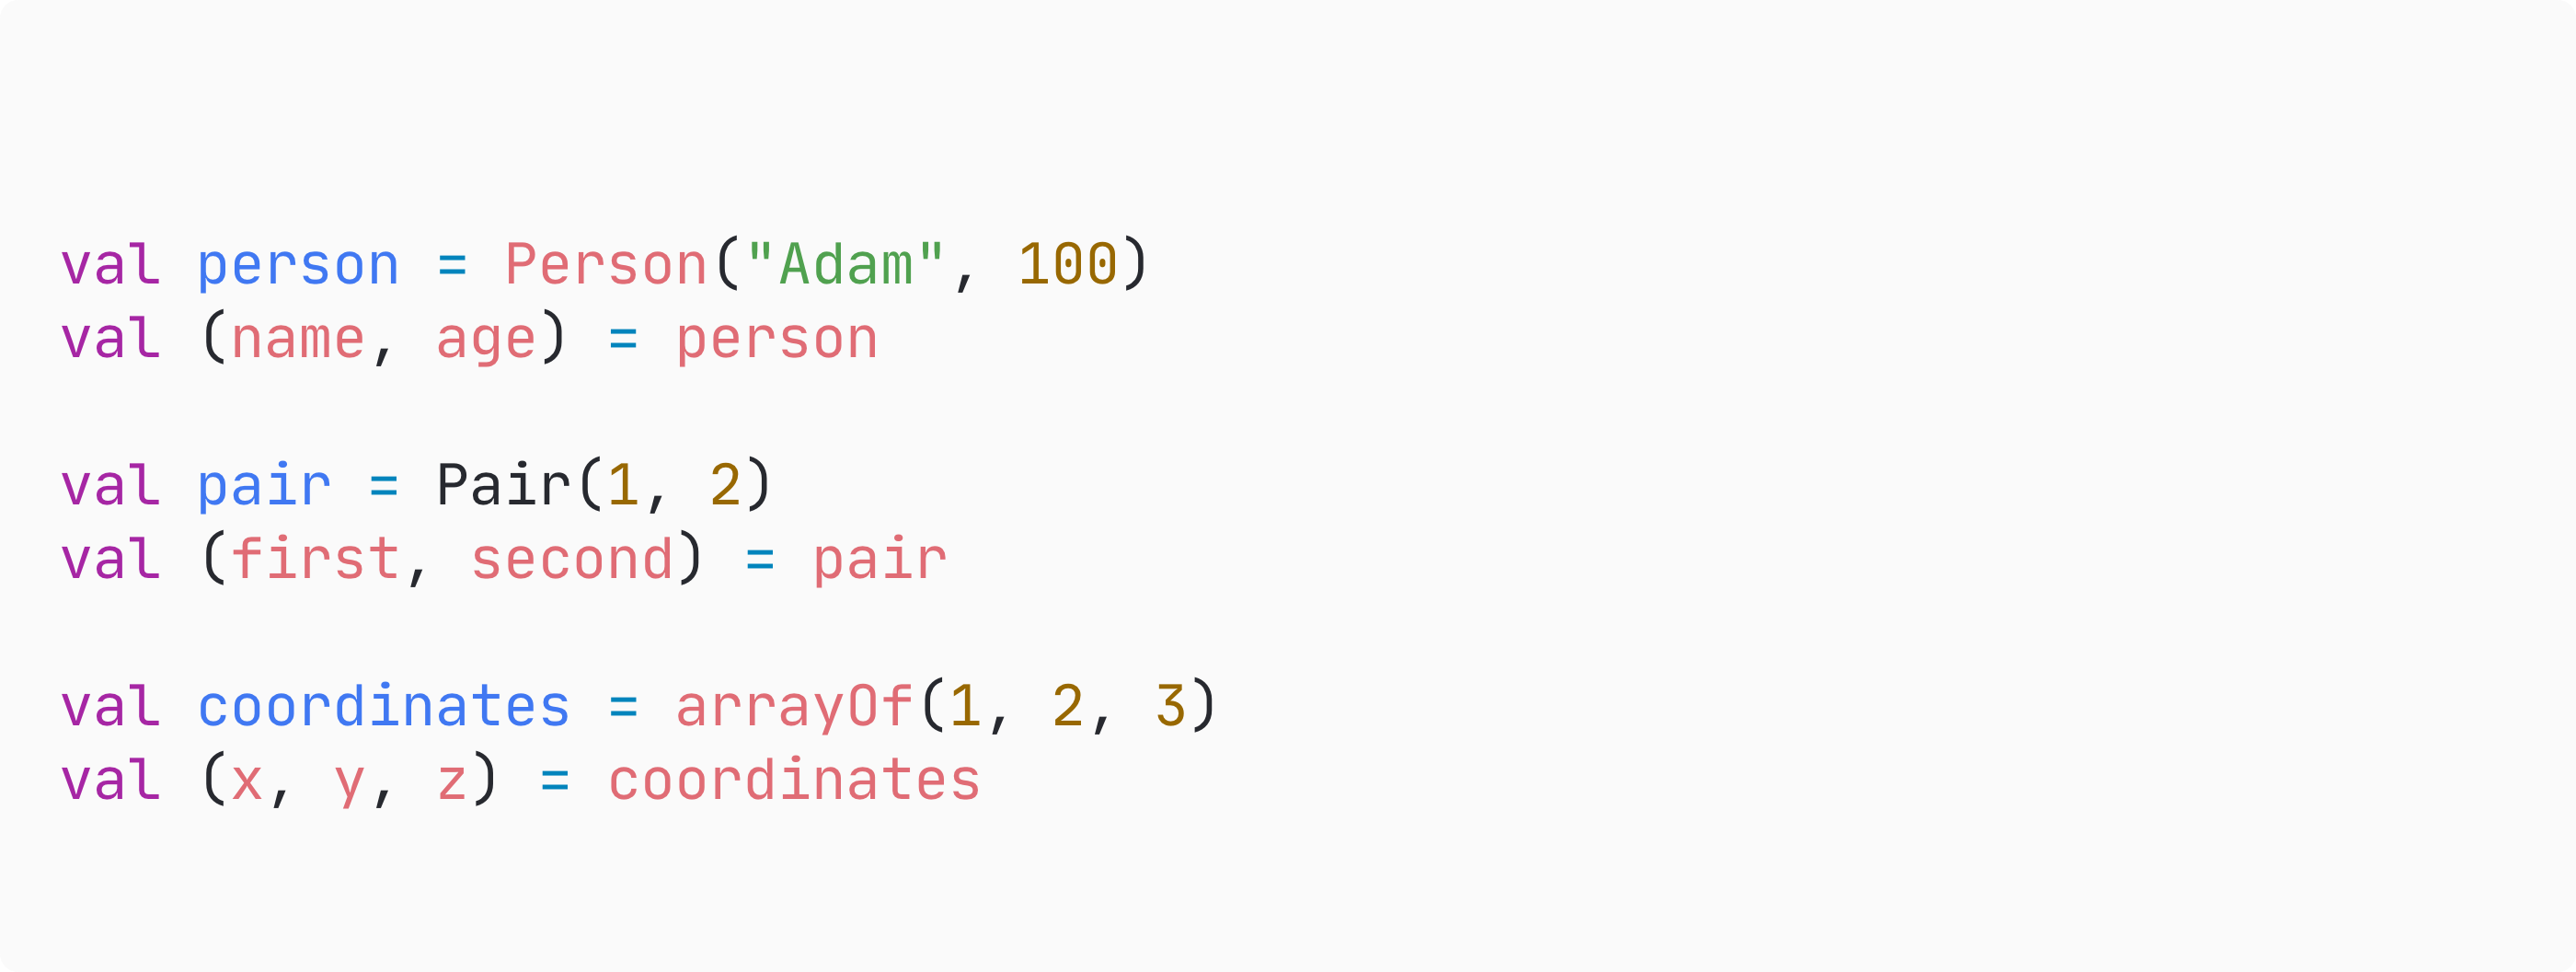 val person = Person("Adam", 100)
val (name, age) = person
val pair = Pair(1, 2)
val (first, second) = pair
val coordinates = arrayOf(1, 2, 3)
val (x, y, z) = coordinates